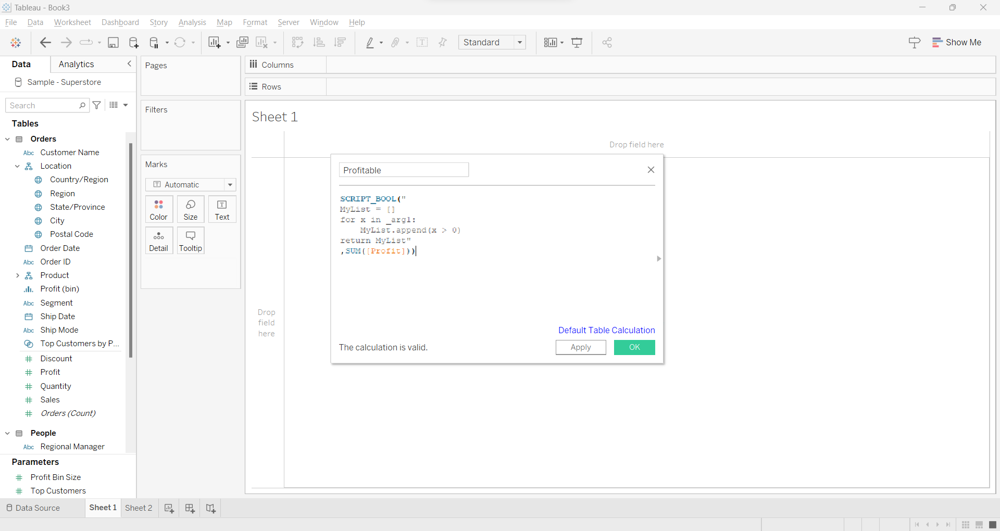 Tableau - Book3
File Data Worksheet Dashboard Story Analysis Map Format Server Window Help
Standard
Show Me
Data Analytics
Sample - Superstore
Search
Tables
Orders
Abc Customer Name
Location
Country/Region
Region
State/Province
City
Postal Code
Order Date
Abc Order ID
Product
Profit (bin)
Abc Segment
Ship Date
Abc Ship Mode
Top Customers by P...
Discount
Profit
Quantity
Sales
Orders (Count)
People
Abc Regional Manager
Parameters
Profit Bin Size
Top Customers
Pages
Filters
Marks
T Automatic
Color Size Text
Detail Tooltip
Columns
Rows
Sheet 1
Drop field here
Drop
field
here
Profitable
SCRIPT_BOOL("
MyList = []
for x in _arg1:
    MyList.append(x > 0)
return MyList"
,SUM([Profit]))
Default Table Calculation
The calculation is valid.
Apply OK
Data Source Sheet 1 Sheet 2